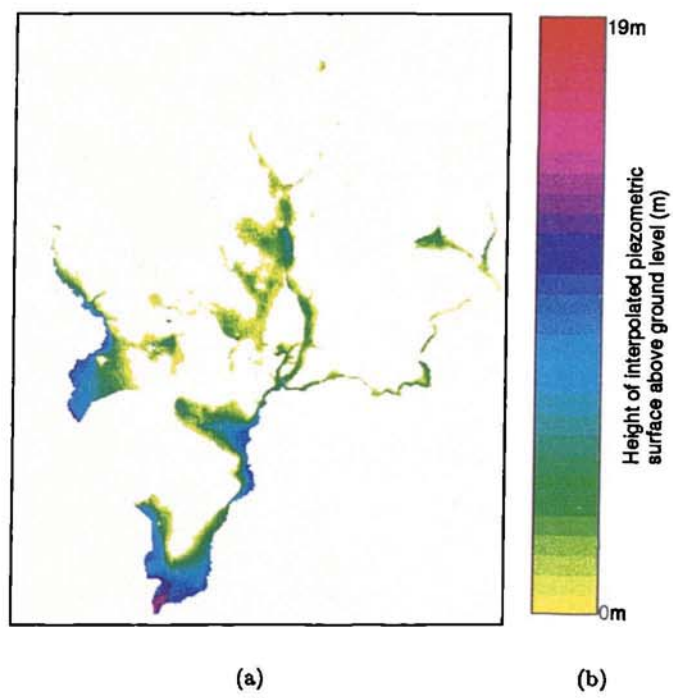 19m
Height of interpolated piezometric
surface above ground level (m)
0m
(a)
(b)